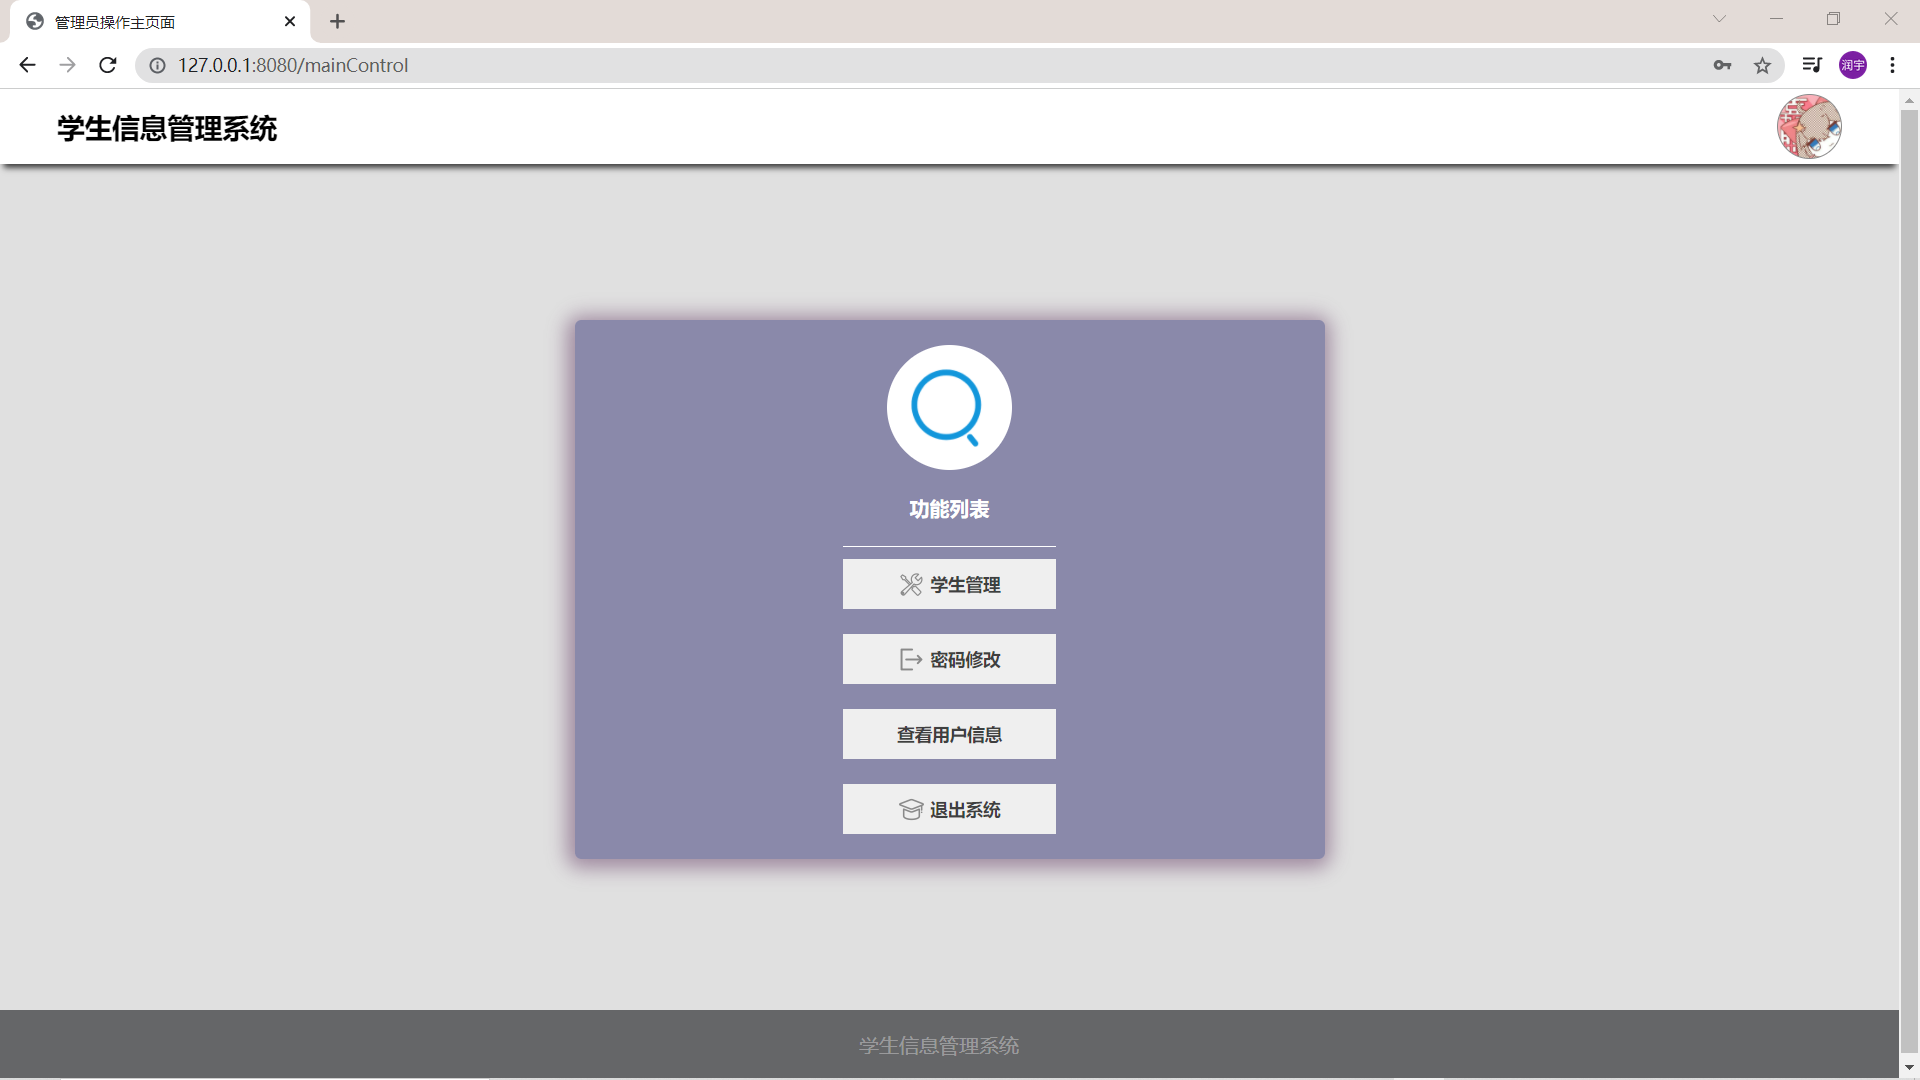 管理员操作主页面
127.0.0.1:8080/mainControl
润宇
学生信息管理系统
功能列表
学生管理
密码修改
查看用户信息
退出系统
学生信息管理系统